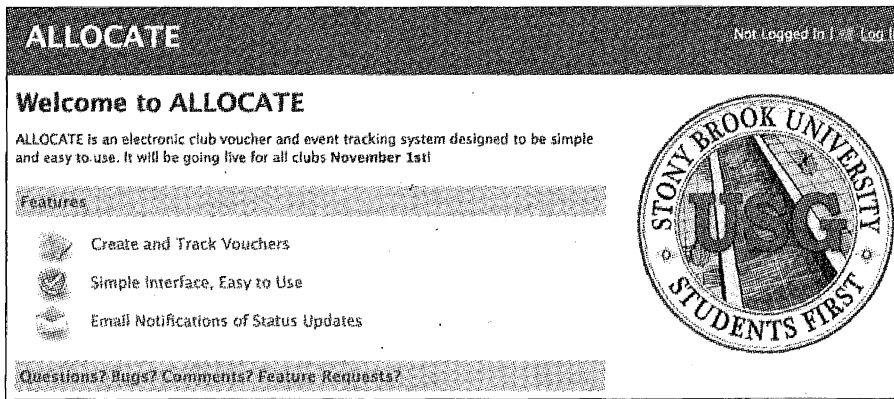 ALLOCATE
Not Logged In | Log I
Welcome to ALLOCATE
ALLOCATE is an electronic club voucher and event tracking system designed to be simple
and easy to use. It will be going live for all clubs November 1st!
Features
Create and Track Vouchers
Simple Interface, Easy to Use
Email Notifications of Status Updates
Questions? Bugs? Comments? Feature Requests?
STONY BROOK UNIVERSITY
USG
STUDENTS FIRST